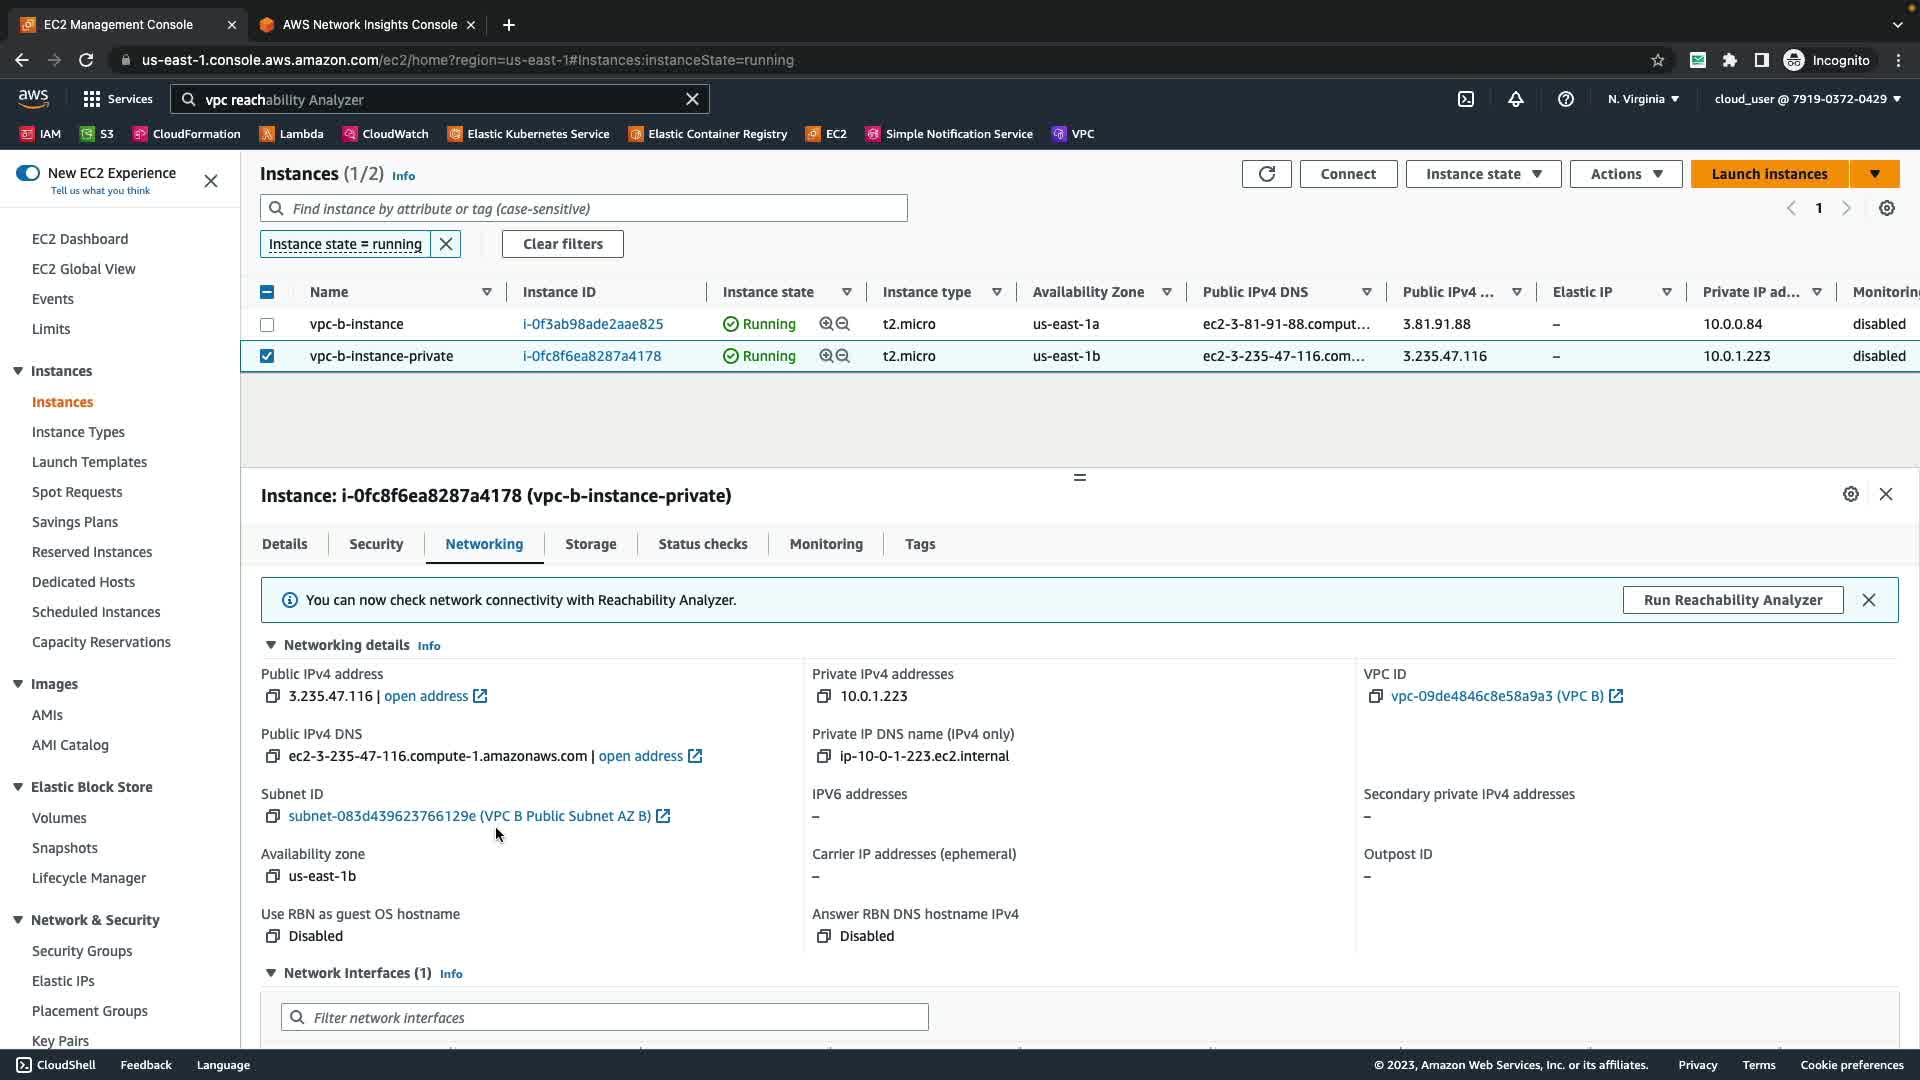 EC2 Management Console
AWS Network Insights Console
us-east-1.console.aws.amazon.com/ec2/home?region=us-east-1#Instances:instanceState=running
Incognito
aws
Services
vpc reachability Analyzer
N. Virginia
cloud_user @ 7919-0372-0429
IAM
S3
CloudFormation
Lambda
CloudWatch
Elastic Kubernetes Service
Elastic Container Registry
EC2
Simple Notification Service
VPC
New EC2 Experience
Tell us what you think
EC2 Dashboard
EC2 Global View
Events
Limits
Instances
Instances
Instance Types
Launch Templates
Spot Requests
Savings Plans
Reserved Instances
Dedicated Hosts
Scheduled Instances
Capacity Reservations
Images
AMIs
AMI Catalog
Elastic Block Store
Volumes
Snapshots
Lifecycle Manager
Network & Security
Security Groups
Elastic IPs
Placement Groups
Key Pairs
Instances (1/2) Info
Connect
Instance state
Actions
Launch instances
Find instance by attribute or tag (case-sensitive)
1
Instance state = running
Clear filters
Name Instance ID Instance state Instance type Availability Zone Public IPv4 DNS Public IPv4 ... Elastic IP Private IP ad... Monitoring
vpc-b-instance i-0f3ab98ade2aae825 Running t2.micro us-east-1a ec2-3-81-91-88.comput... 3.81.91.88 – 10.0.0.84 disabled
vpc-b-instance-private i-0fc8f6ea8287a4178 Running t2.micro us-east-1b ec2-3-235-47-116.com... 3.235.47.116 – 10.0.1.223 disabled
Instance: i-0fc8f6ea8287a4178 (vpc-b-instance-private)
Details
Security
Networking
Storage
Status checks
Monitoring
Tags
You can now check network connectivity with Reachability Analyzer.
Run Reachability Analyzer
Networking details Info
Public IPv4 address
3.235.47.116 | open address
Private IPv4 addresses
10.0.1.223
VPC ID
vpc-09de4846c8e58a9a3 (VPC B)
Public IPv4 DNS
ec2-3-235-47-116.compute-1.amazonaws.com | open address
Private IP DNS name (IPv4 only)
ip-10-0-1-223.ec2.internal
Subnet ID
subnet-083d439623766129e (VPC B Public Subnet AZ B)
IPV6 addresses
–
Secondary private IPv4 addresses
–
Availability zone
us-east-1b
Carrier IP addresses (ephemeral)
–
Outpost ID
–
Use RBN as guest OS hostname
Disabled
Answer RBN DNS hostname IPv4
Disabled
Network Interfaces (1) Info
Filter network interfaces
CloudShell
Feedback
Language
© 2023, Amazon Web Services, Inc. or its affiliates.
Privacy
Terms
Cookie preferences